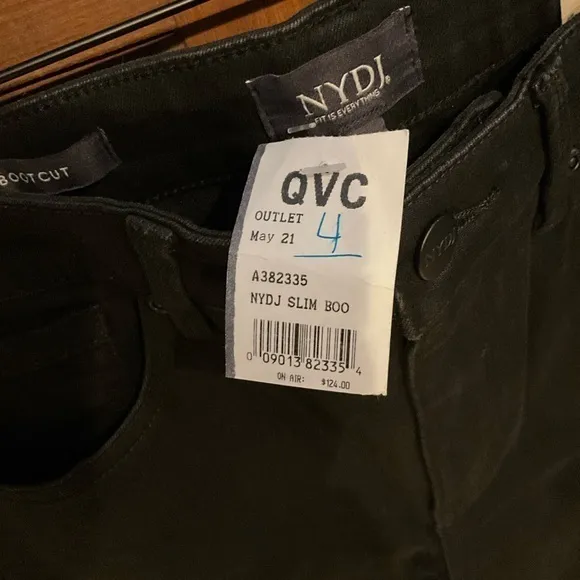 NYDJ®
FIT IS EVERYTHING
BOOT CUT
QVC
OUTLET
May 21 4
A382335
NYDJ SLIM BOO
0 09013 82335 4
ON AIR: $124.00
NYDJ